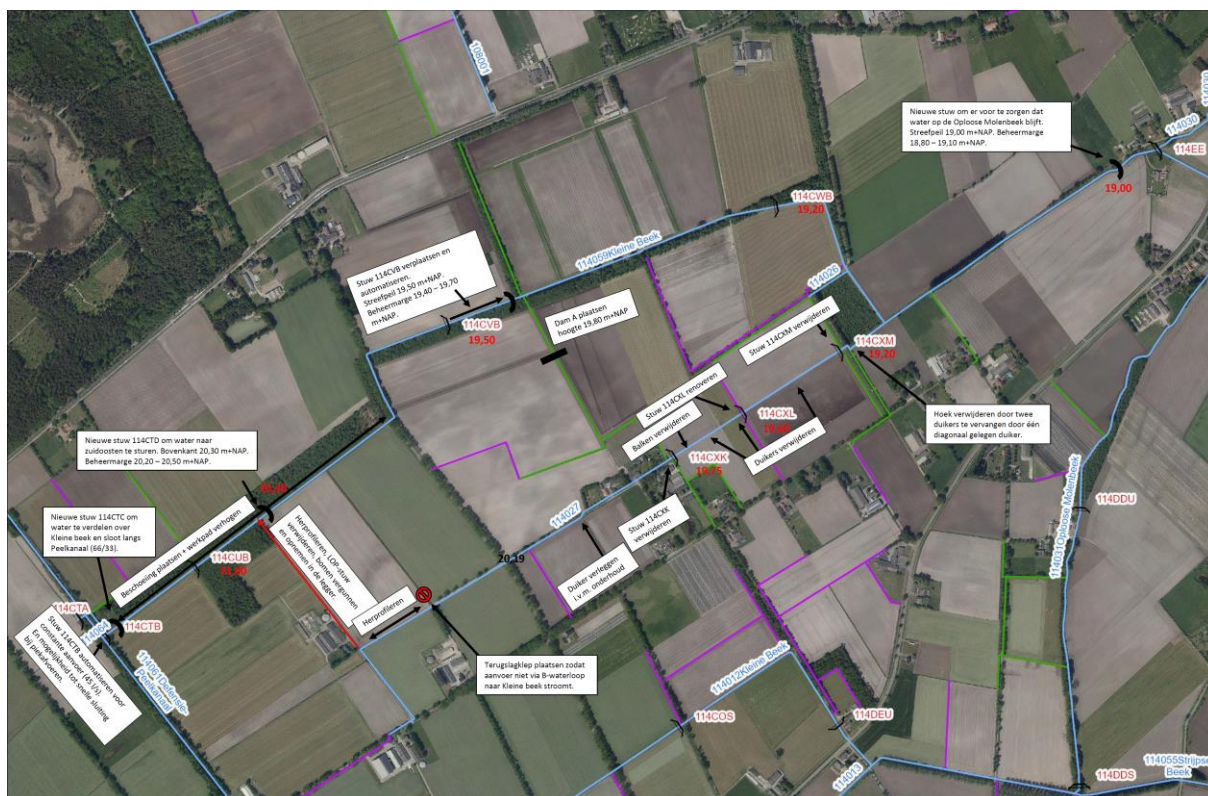 108001
Nieuwe stuw om er voor te zorgen dat
water op de Oploose Molenbeek blijft.
Streefpeil 19,00 m+NAP. Beheermarge
18,80 – 19,10 m+NAP.
114030
114030
114EE
19,00
114CWB
19,20
114059Kleine Beek
114026
Stuw 114CVB verplaatsen en
automatiseren.
Streefpeil 19,50 m+NAP.
Beheermarge 19,40 – 19,70
m+NAP.
114CVB
19,50
Dam A plaatsen
hoogte 19,80 m+NAP
Stuw 114CXM verwijderen
114CXM
19,20
Stuw 114CXL renoveren
114CXL
Balken verwijderen
Duikers verwijderen
114CXK
19,75
Hoek verwijderen door twee
duikers te vervangen door één
diagonaal gelegen duiker.
Nieuwe stuw 114CTD om water naar
zuidoosten te sturen. Bovenkant 20,30 m+NAP.
Beheermarge 20,20 – 20,50 m+NAP.
Nieuwe stuw 114CTC om
water te verdelen over
Kleine beek en sloot langs
Peelkanaal (66/33).
Beschoeiing plaatsen + werkpad verhogen
114CUB
Herprofileren, LOP-stuw
verwijderen, bomen vergunnen
en opnemen in de legger.
Herprofileren
114027
20,19
Stuw 114CXK
verwijderen
Duiker verleggen
i.v.m. onderhoud
114DDU
114031Oploose Molenbeek
114CTA
114064
114CTB
Stuw 114CTB automatiseren voor
constante aanvoer (45 l/s).
En mogelijkheid tot snelle sluiting
bij piekafvoeren.
114061Defensie-
Peelkanaal
Terugslagklep plaatsen zodat
aanvoer niet via B-waterloop
naar Kleine beek stroomt.
114012Kleine Beek
114COS
114DEU
114013
114DDS
114055Strijpse
Beek